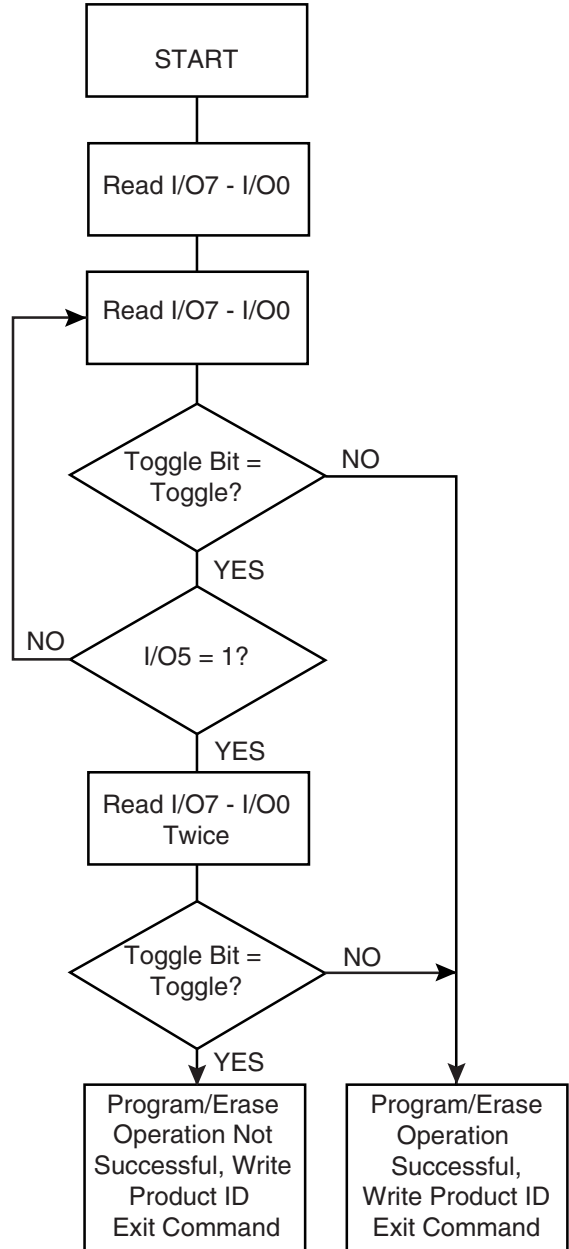 START
Read I/O7 - I/O0
Read I/O7 - I/O0
Toggle Bit =
Toggle?
NO
YES
NO
I/O5 = 1?
YES
Read I/O7 - I/O0
Twice
Toggle Bit =
Toggle?
NO
YES
Program/Erase
Operation Not
Successful, Write
Product ID
Exit Command
Program/Erase
Operation
Successful,
Write Product ID
Exit Command